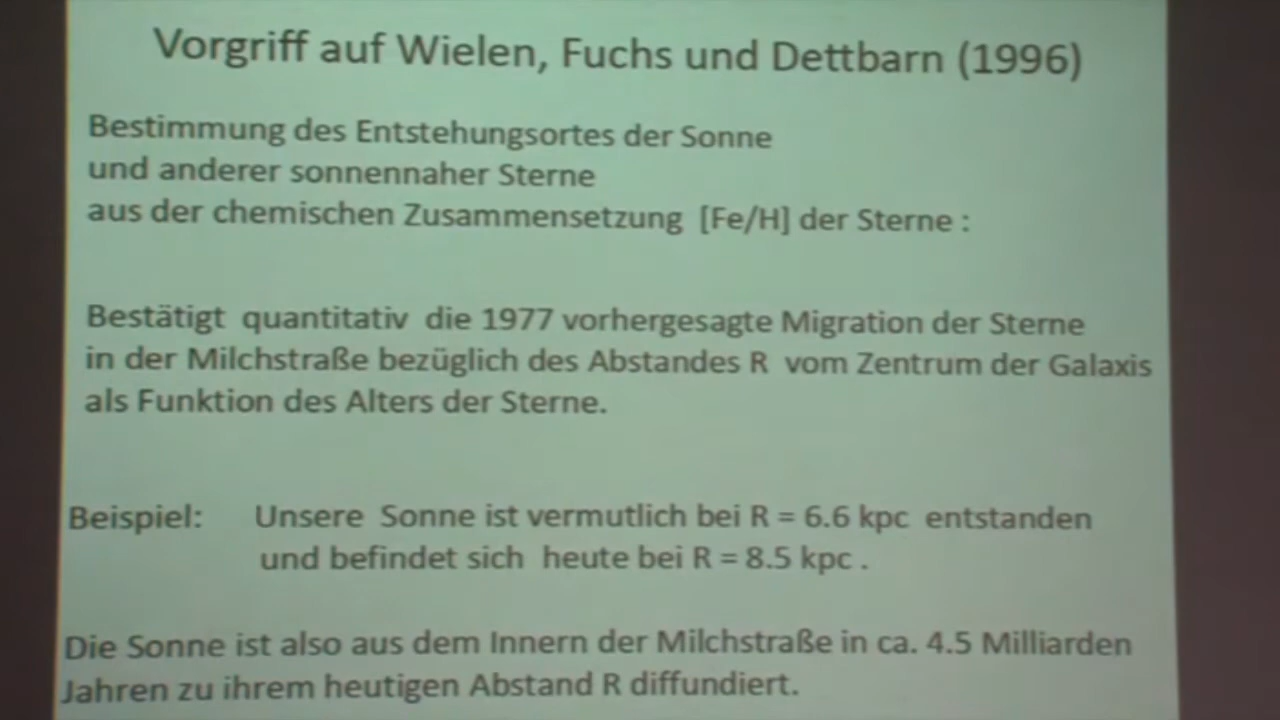 Vorgriff auf Wielen, Fuchs und Dettbarn (1996)
Bestimmung des Entstehungsortes der Sonne
und anderer sonnennaher Sterne
aus der chemischen Zusammensetzung [Fe/H] der Sterne :
Bestätigt quantitativ die 1977 vorhergesagte Migration der Sterne
in der Milchstraße bezüglich des Abstandes R vom Zentrum der Galaxis
als Funktion des Alters der Sterne.
Beispiel: Unsere Sonne ist vermutlich bei R = 6.6 kpc entstanden
und befindet sich heute bei R = 8.5 kpc .
Die Sonne ist also aus dem Innern der Milchstraße in ca. 4.5 Milliarden
Jahren zu ihrem heutigen Abstand R diffundiert.